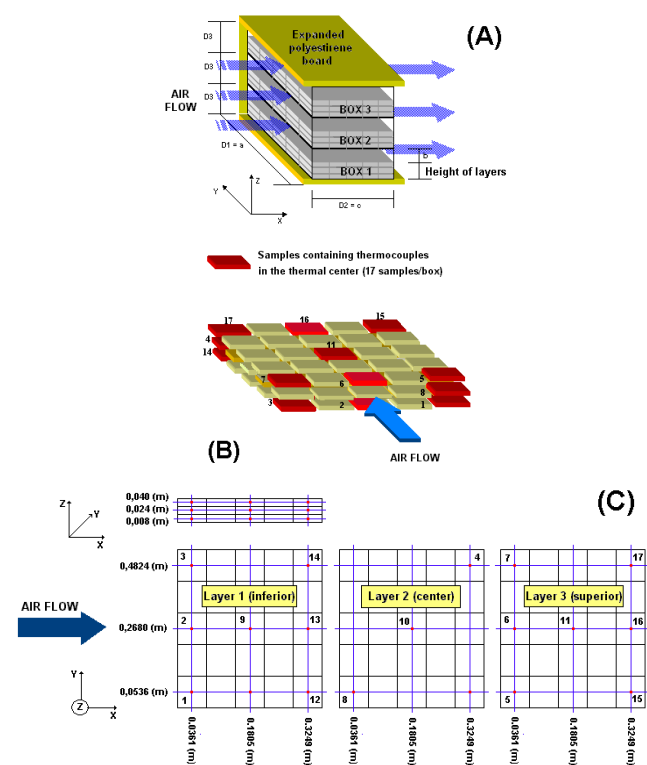 (A)
Expanded
polyestirene
board
D3
D3
D3
AIR
FLOW
BOX 3
BOX 2
BOX 1
b
Height of layers
D1 = a
D2 = c
Y
Z
X
Samples containing thermocouples
in the thermal center (17 samples/box)
17
16
15
4
11
14
7
6
5
8
3
2
1
AIR FLOW
(B)
(C)
Z
Y
X
0,040 (m)
0,024 (m)
0,008 (m)
0,4824 (m)
0,2680 (m)
0,0536 (m)
AIR FLOW
Y
Z
X
3
14
Layer 1 (inferior)
2
9
13
1
12
4
Layer 2 (center)
10
8
7
17
Layer 3 (superior)
6
11
16
5
15
0.0361 (m)
0.1805 (m)
0.3249 (m)
0.0361 (m)
0.1805 (m)
0.3249 (m)
0.0361 (m)
0.1805 (m)
0.3249 (m)